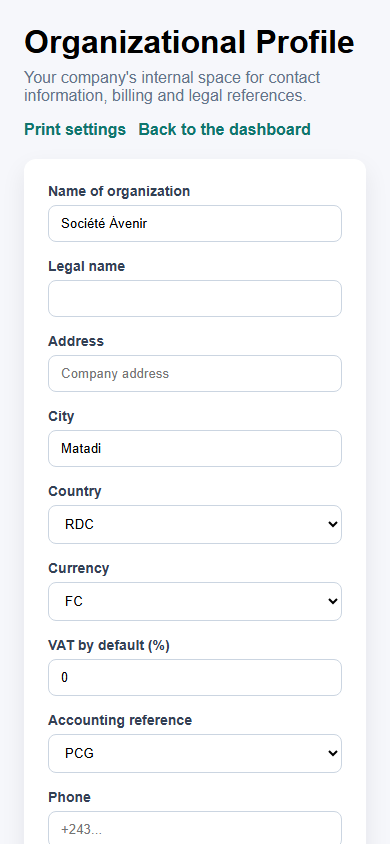 Organizational Profile
Your company's internal space for contact
information, billing and legal references.
Print settings Back to the dashboard
Name of organization
Société Àvenir
Legal name
Address
Company address
City
Matadi
Country
RDC
Currency
FC
VAT by default (%)
0
Accounting reference
PCG
Phone
+243...